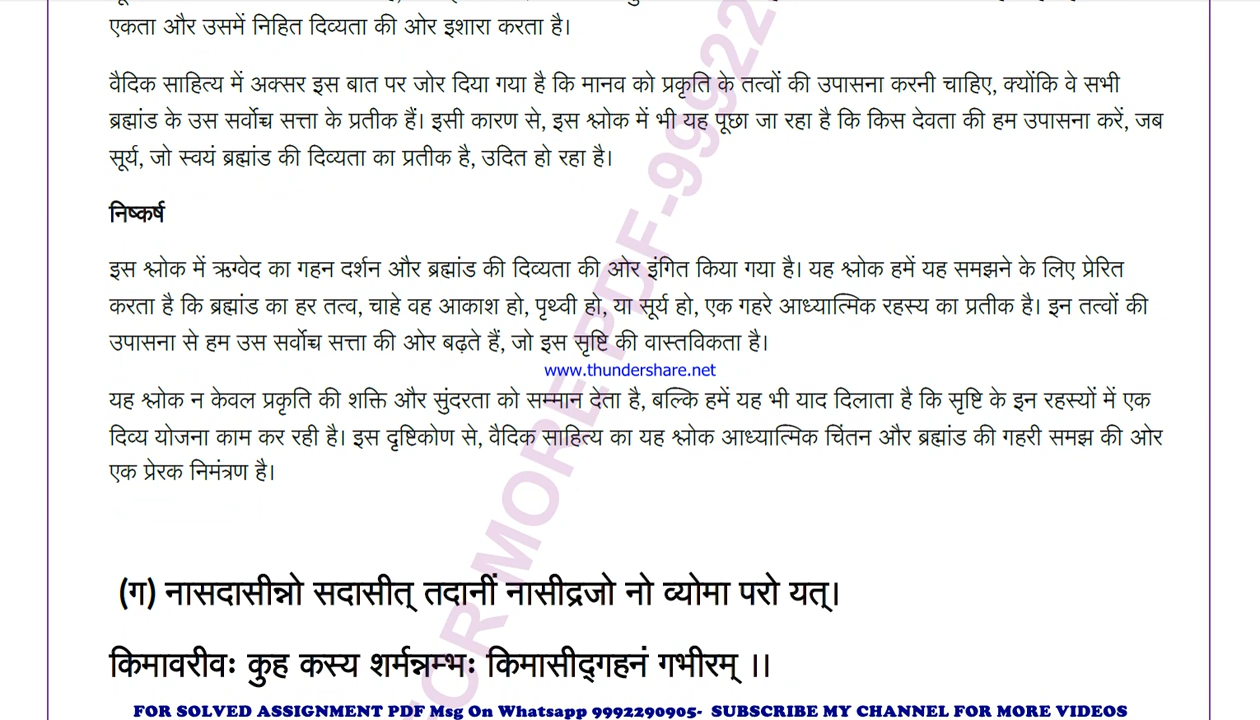 एकता और उसमें निहित दिव्यता की ओर इशारा करता है।
वैदिक साहित्य में अक्सर इस बात पर जोर दिया गया है कि मानव को प्रकृति के तत्वों की उपासना करनी चाहिए, क्योंकि वे सभी
ब्रह्मांड के उस सर्वोच्च सत्ता के प्रतीक हैं। इसी कारण से, इस श्लोक में भी यह पूछा जा रहा है कि किस देवता की हम उपासना करें, जब
सूर्य, जो स्वयं ब्रह्मांड की दिव्यता का प्रतीक है, उदित हो रहा है।
निष्कर्ष
इस श्लोक में ऋग्वेद का गहन दर्शन और ब्रह्मांड की दिव्यता की ओर इंगित किया गया है। यह श्लोक हमें यह समझने के लिए प्रेरित
करता है कि ब्रह्मांड का हर तत्व, चाहे वह आकाश हो, पृथ्वी हो, या सूर्य हो, एक गहरे आध्यात्मिक रहस्य का प्रतीक है। इन तत्वों की
उपासना से हम उस सर्वोच्च सत्ता की ओर बढ़ते हैं, जो इस सृष्टि की वास्तविकता है।
www.thundershare.net
यह श्लोक न केवल प्रकृति की शक्ति और सुंदरता को सम्मान देता है, बल्कि हमें यह भी याद दिलाता है कि सृष्टि के इन रहस्यों में एक
दिव्य योजना काम कर रही है। इस दृष्टिकोण से, वैदिक साहित्य का यह श्लोक आध्यात्मिक चिंतन और ब्रह्मांड की गहरी समझ की ओर
एक प्रेरक निमंत्रण है।
(ग) नासदासीन्नो सदासीत् तदानीं नासीद्रजो नो व्योमा परो यत्।
किमावरीवः कुह कस्य शर्मन्नम्भः किमासीद्गहनं गभीरम् ।।
FOR SOLVED ASSIGNMENT PDF Msg On Whatsapp 9992290905- SUBSCRIBE MY CHANNEL FOR MORE VIDEOS
OR MORE PDF-99922